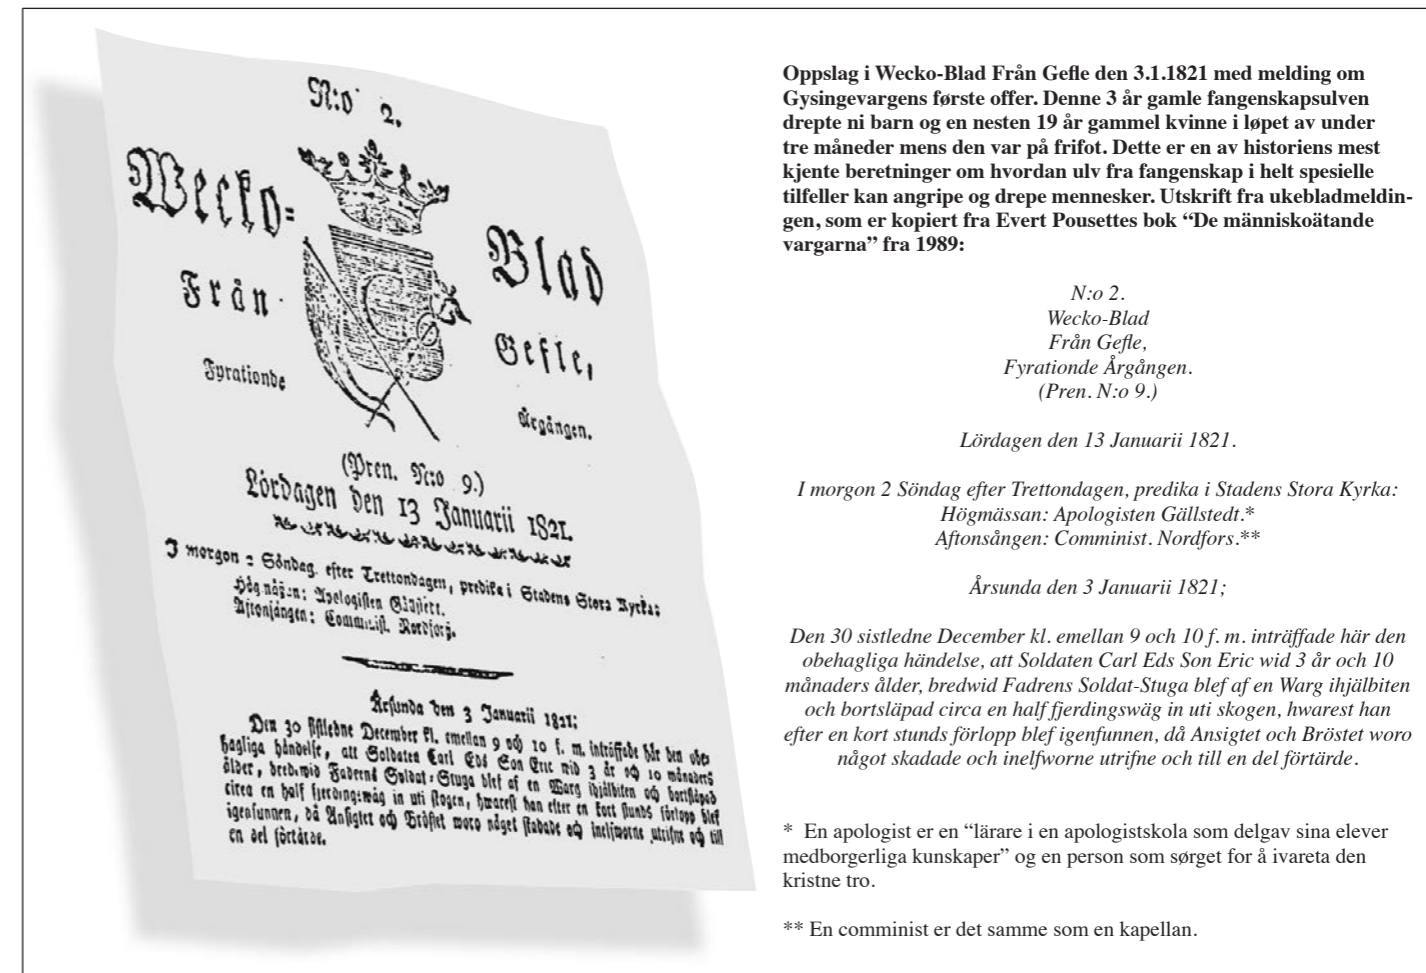 N:o 2.
Wecko-
Blad
Från
Gefle,
Fyrationde
Årgången.
(Pren. N:o 9.)
Lördagen den 13 Januarii 1821.
I morgon 2 Söndag. efter Trettondagen, predika i Stadens Stora Kyrka:
Högmässan: Apologisten Gällstedt.
Aftonsången: Comminist. Nordfors.
Årsunda den 3 Januarii 1821;
Den 30 sistledne December kl. emellan 9 och 10 f. m. inträffade här den obe-
hagliga händelse, att Soldaten Carl Eds Son Eric wid 3 år och 10 månaders
ålder, bredewid Faderns Soldat-Stuga blef af en Warg ihjälbiten och bortsläpad
circa en half fjerdingswäg in uti skogen, hwarest han efter en kort stunds förlopp blef
igenfunnen, då Ansigtet och Bröstet woro något skadade och inelfworne utrifne och till
en del förtärde.
Oppslag i Wecko-Blad Från Gefle den 3.1.1821 med melding om
Gysingevargens første offer. Denne 3 år gamle fangenskapsulven
drepte ni barn og en nesten 19 år gammel kvinne i løpet av under
tre måneder mens den var på frifot. Dette er en av historiens mest
kjente beretninger om hvordan ulv fra fangenskap i helt spesielle
tilfeller kan angripe og drepe mennesker. Utskrift fra ukebladmeldin-
gen, som er kopiert fra Evert Pousettes bok “De människoätande
vargarna” fra 1989:
N:o 2.
Wecko-Blad
Från Gefle,
Fyrationde Årgången.
(Pren. N:o 9.)
Lördagen den 13 Januarii 1821.
I morgon 2 Söndag efter Trettondagen, predika i Stadens Stora Kyrka:
Högmässan: Apologisten Gällstedt.*
Aftonsången: Comminist. Nordfors.**
Årsunda den 3 Januarii 1821;
Den 30 sistledne December kl. emellan 9 och 10 f. m. inträffade här den
obehagliga händelse, att Soldaten Carl Eds Son Eric wid 3 år och 10
månaders ålder, bredwid Fadrens Soldat-Stuga blef af en Warg ihjälbiten
och bortsläpad circa en half fjerdingswäg in uti skogen, hwarest han
efter en kort stunds förlopp blef igenfunnen, då Ansigtet och Bröstet woro
något skadade och inelfworne utrifne och till en del förtärde.
* En apologist er en “lärare i en apologistskola som delgav sina elever
medborgerliga kunskaper” og en person som sørget for å ivareta den
kristne tro.
** En comminist er det samme som en kapellan.